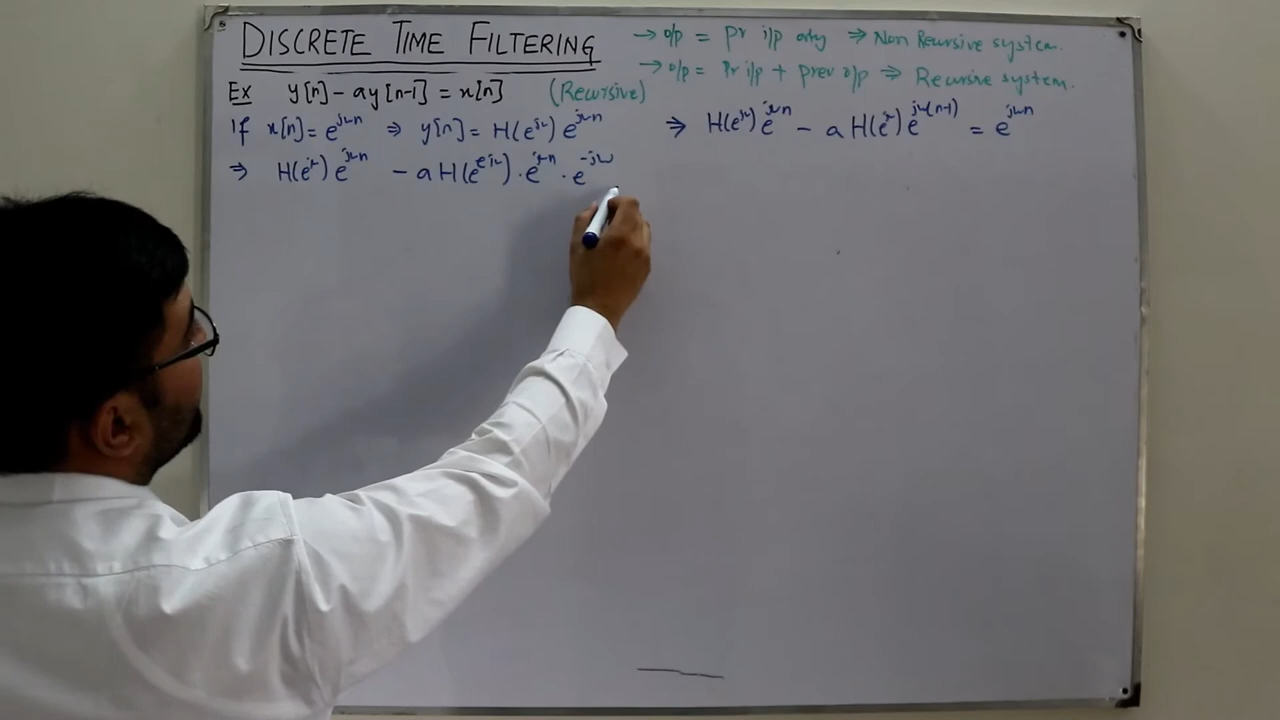 DISCRETE TIME FILTERING
→ o/p = Pr i/p only ⇒ Non Recursive system.
→ o/p = Pr i/p + prev o/p ⇒ Recursive system.
Ex y[n] - ay[n-1] = x[n] (Recursive)
If x[n] = e^{jωn} ⇒ y[n] = H(e^{jω}) e^{jωn} ⇒ H(e^{jω}) e^{jωn} - a H(e^{jω}) e^{jω(n-1)} = e^{jωn}
⇒ H(e^{jω}) e^{jωn} - a H(e^{e^{jω}}) · e^{jωn} · e^{-jω}